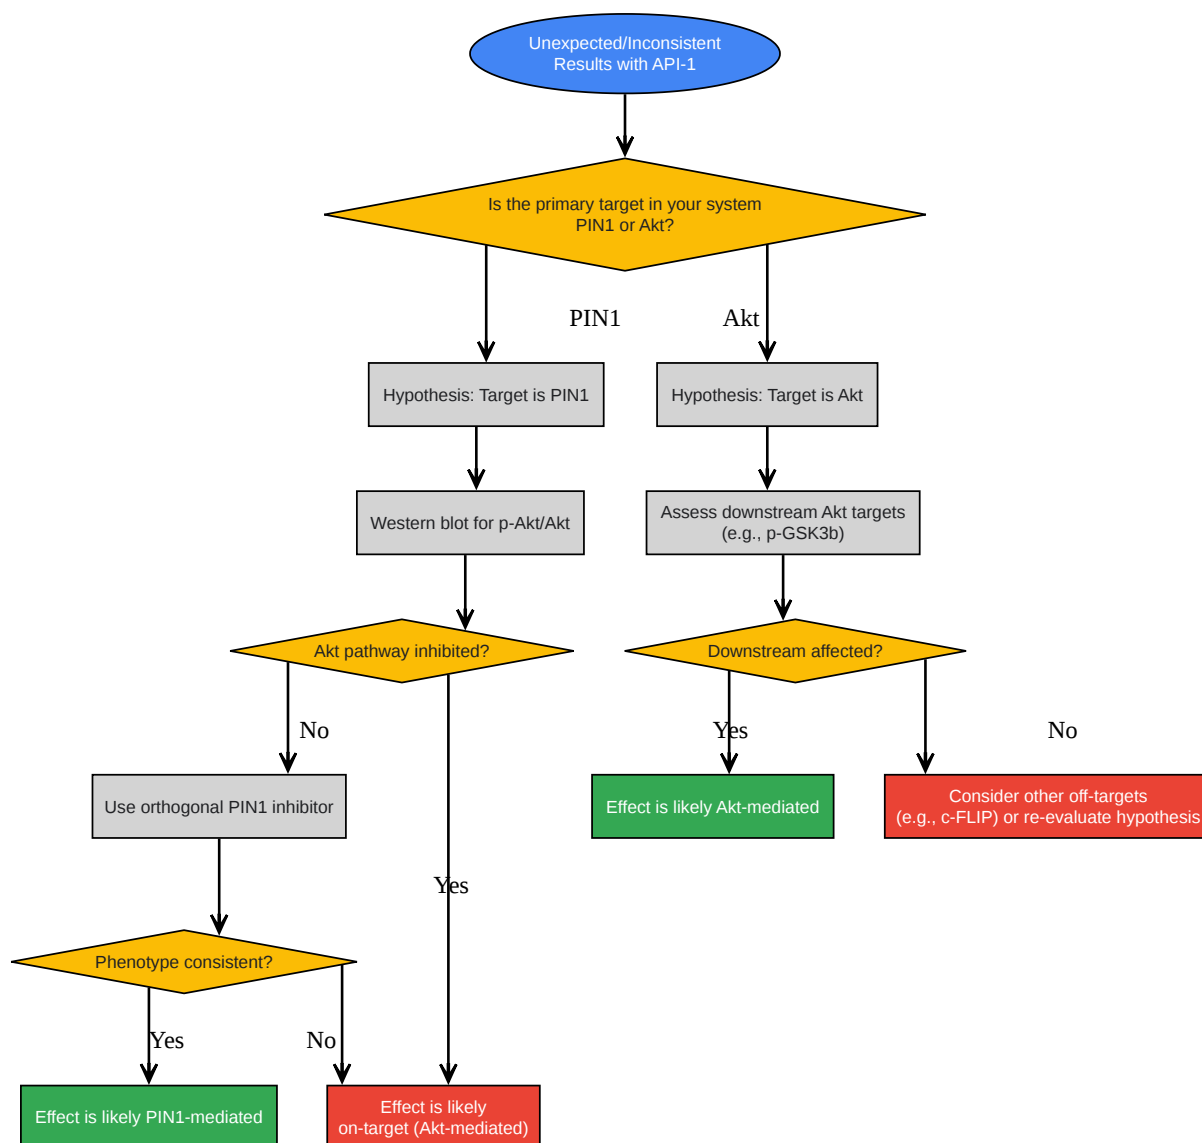 Unexpected/Inconsistent
Results with API-1
Is the primary target in your system
PIN1 or Akt?
PIN1
Akt
Hypothesis: Target is PIN1
Hypothesis: Target is Akt
Western blot for p-Akt/Akt
Assess downstream Akt targets
(e.g., p-GSK3b)
Akt pathway inhibited?
Downstream affected?
No
Yes
No
Use orthogonal PIN1 inhibitor
Effect is likely Akt-mediated
Consider other off-targets
(e.g., c-FLIP) or re-evaluate hypothesis
Yes
Phenotype consistent?
Yes
No
Effect is likely PIN1-mediated
Effect is likely
on-target (Akt-mediated)